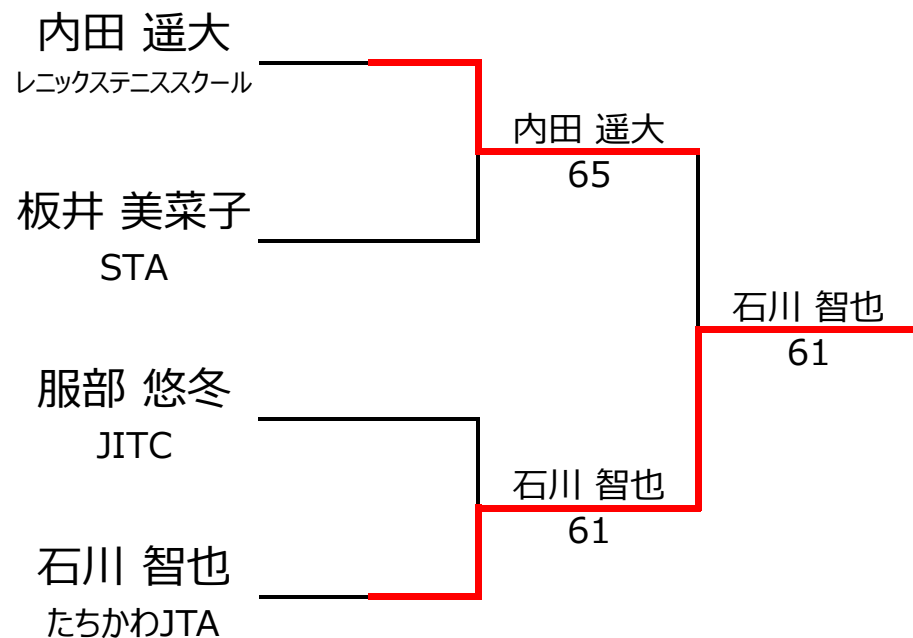 内田 遥大
レニックステニススクール
内田 遥大
65
板井 美菜子
STA
石川 智也
61
服部 悠冬
JITC
石川 智也
61
石川 智也
たちかわJTA